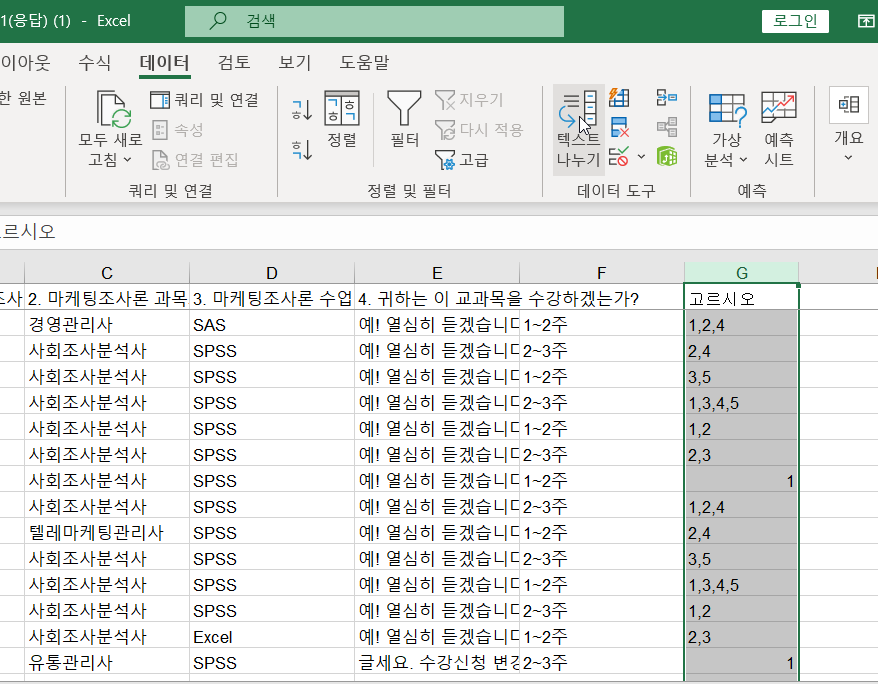 1(응답) (1) - Excel 검색 로그인
이아웃 수식 데이터 검토 보기 도움말
한 원본
모두 새로
고침
쿼리 및 연결
속성
연결 편집
쿼리 및 연결
정렬
필터
지우기
다시 적용
고급
정렬 및 필터
텍스트
나누기
데이터 도구
가상
분석
예측
시트
예측
개요
르시오
C D E F G
조사 2. 마케팅조사론 과목 3. 마케팅조사론 수업 4. 귀하는 이 교과목을 수강하겠는가? 고르시오
경영관리사 SAS 예! 열심히 듣겠습니다 1~2주 1,2,4
사회조사분석사 SPSS 예! 열심히 듣겠습니다 2~3주 2,4
사회조사분석사 SPSS 예! 열심히 듣겠습니다 1~2주 3,5
사회조사분석사 SPSS 예! 열심히 듣겠습니다 2~3주 1,3,4,5
사회조사분석사 SPSS 예! 열심히 듣겠습니다 1~2주 1,2
사회조사분석사 SPSS 예! 열심히 듣겠습니다 2~3주 2,3
사회조사분석사 SPSS 예! 열심히 듣겠습니다 1~2주 1
사회조사분석사 SPSS 예! 열심히 듣겠습니다 2~3주 1,2,4
텔레마케팅관리사 SPSS 예! 열심히 듣겠습니다 1~2주 2,4
사회조사분석사 SPSS 예! 열심히 듣겠습니다 2~3주 3,5
사회조사분석사 SPSS 예! 열심히 듣겠습니다 1~2주 1,3,4,5
사회조사분석사 SPSS 예! 열심히 듣겠습니다 2~3주 1,2
사회조사분석사 Excel 예! 열심히 듣겠습니다 1~2주 2,3
유통관리사 SPSS 글세요. 수강신청 변경 2~3주 1